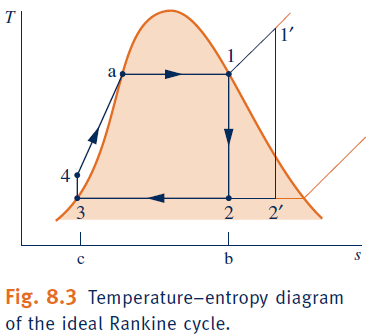 T
1′
1
a
4
3
2
2′
c
b
s
Fig. 8.3 Temperature–entropy diagram
of the ideal Rankine cycle.